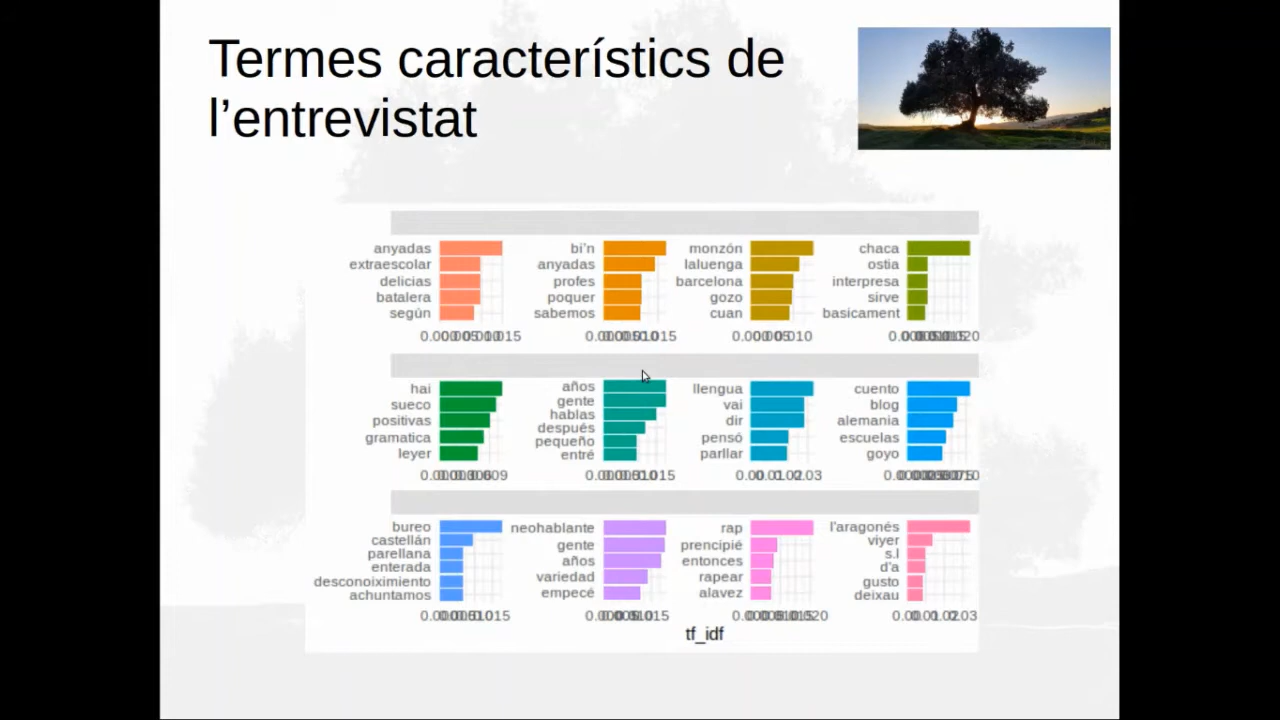 Termes característics de
l'entrevistat
anyadas
extraescolar
delicias
batalera
según
bi'n
anyadas
profes
poquer
sabemos
monzón
laluenga
barcelona
gozo
cuan
chaca
ostia
interpresa
sirve
basicament
hai
sueco
positivas
gramatica
leyer
años
gente
hablas
después
pequeño
entré
llengua
vai
dir
pensó
parllar
cuento
blog
alemania
escuelas
goyo
bureo
castellán
parellana
enterada
desconoiximiento
achuntamos
neohablante
gente
años
variedad
empecé
rap
prencipié
entonces
rapear
alavez
l'aragonés
viyer
s.l
d'a
gusto
deixau
tf_idf